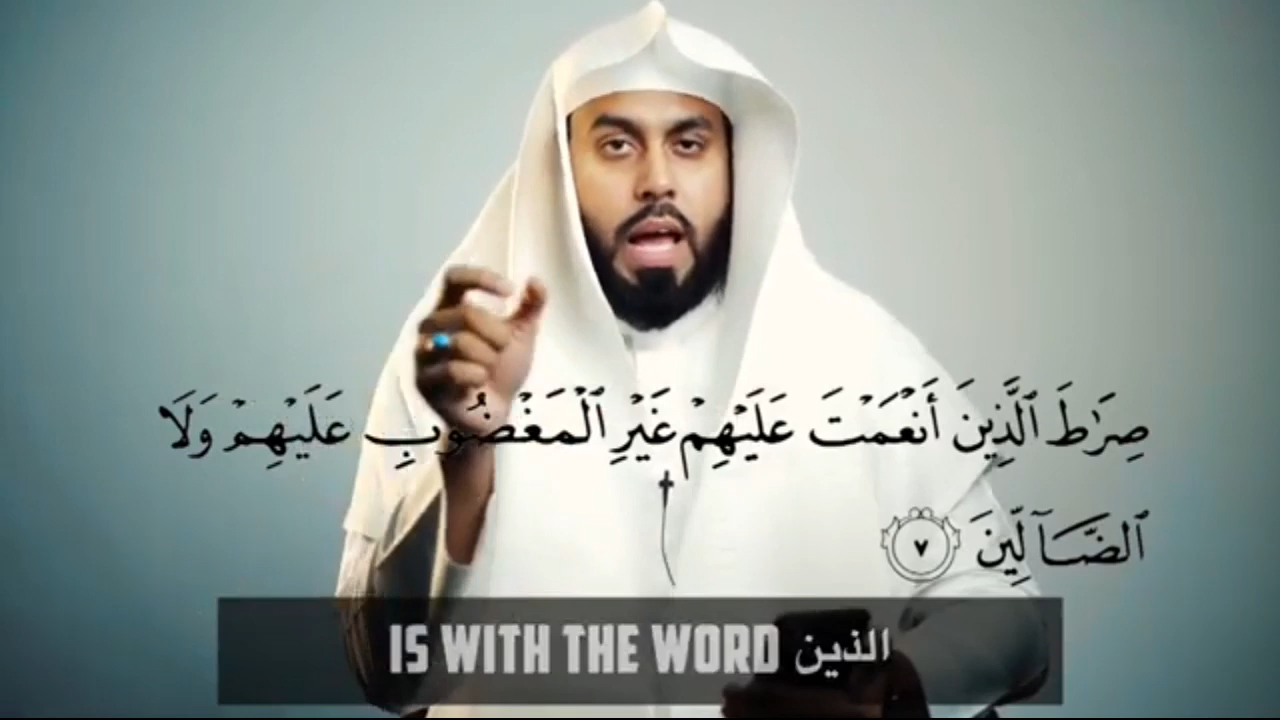 صِرَٰطَ ٱلَّذِينَ أَنْعَمْتَ عَلَيْهِمْ غَيْرِ ٱلْمَغْضُوبِ عَلَيْهِمْ وَلَا
ٱلضَّآلِّينَ ٧
IS WITH THE WORD الذين